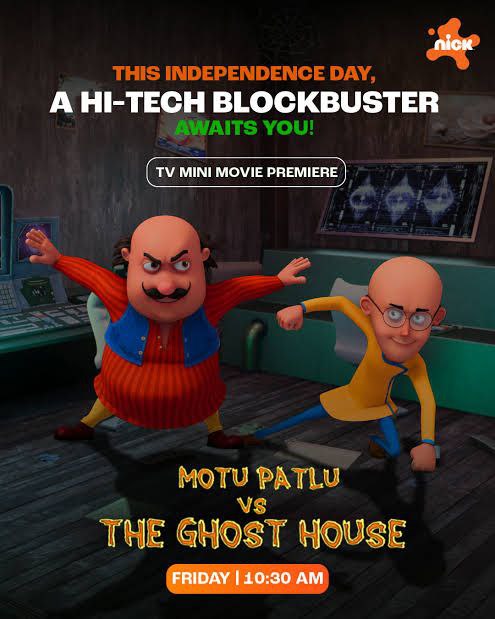 nick
THIS INDEPENDENCE DAY,
A HI-TECH BLOCKBUSTER
AWAITS YOU!
TV MINI MOVIE PREMIERE
MOTU PATLU
VS
THE GHOST HOUSE
FRIDAY | 10:30 AM